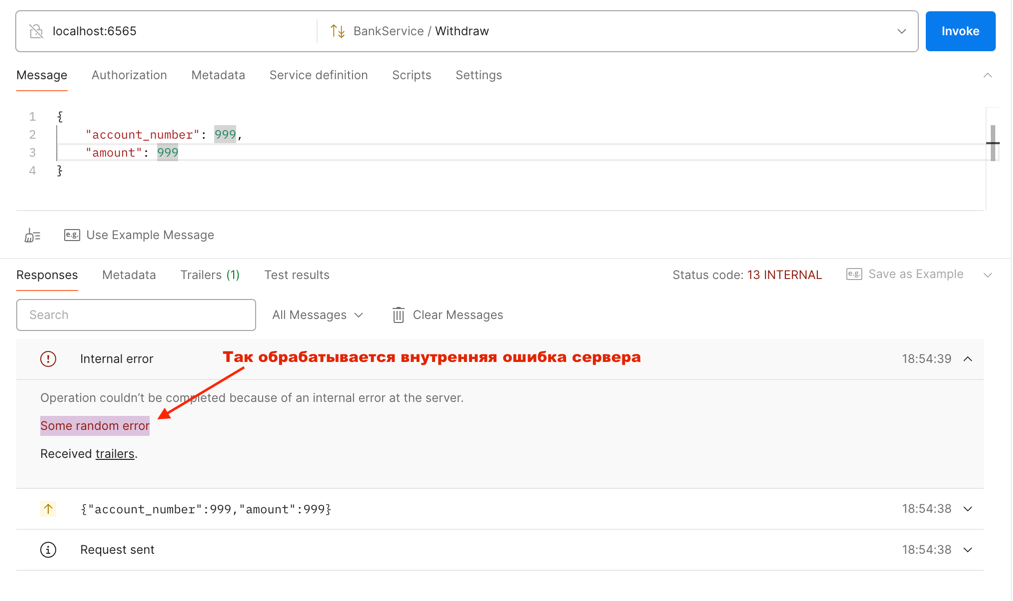 localhost:6565
BankService / Withdraw
Invoke
Message
Authorization
Metadata
Service definition
Scripts
Settings
1 {
2 "account_number": 999,
3 "amount": 999
4 }
e.g. Use Example Message
Responses
Metadata
Trailers (1)
Test results
Status code: 13 INTERNAL
e.g. Save as Example
Search
All Messages
Clear Messages
Internal error
Так обрабатывается внутренняя ошибка сервера
18:54:39
Operation couldn't be completed because of an internal error at the server.
Some random error
Received trailers.
{"account_number":999,"amount":999}
18:54:38
Request sent
18:54:38